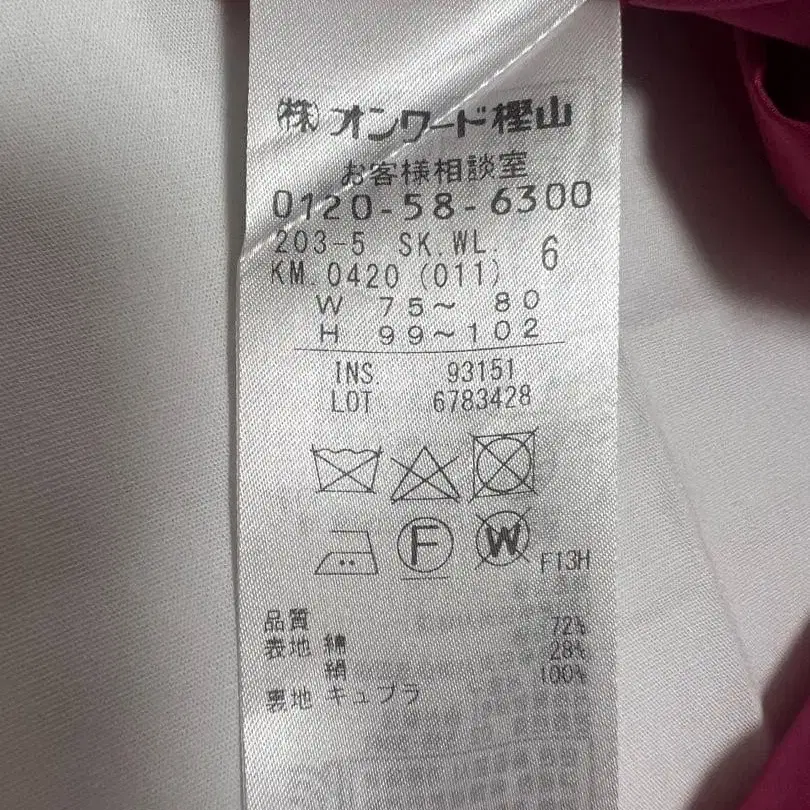 ㈱オンワード樫山
お客様相談室
0120-58-6300
203-5 SK.WL. 6
KM.0420(011)
W 75〜 80
H 99〜102
INS. 93151
LOT 6783428
F W F13H
品質
表地 綿 72%
絹 28%
裏地 キュプラ 100%